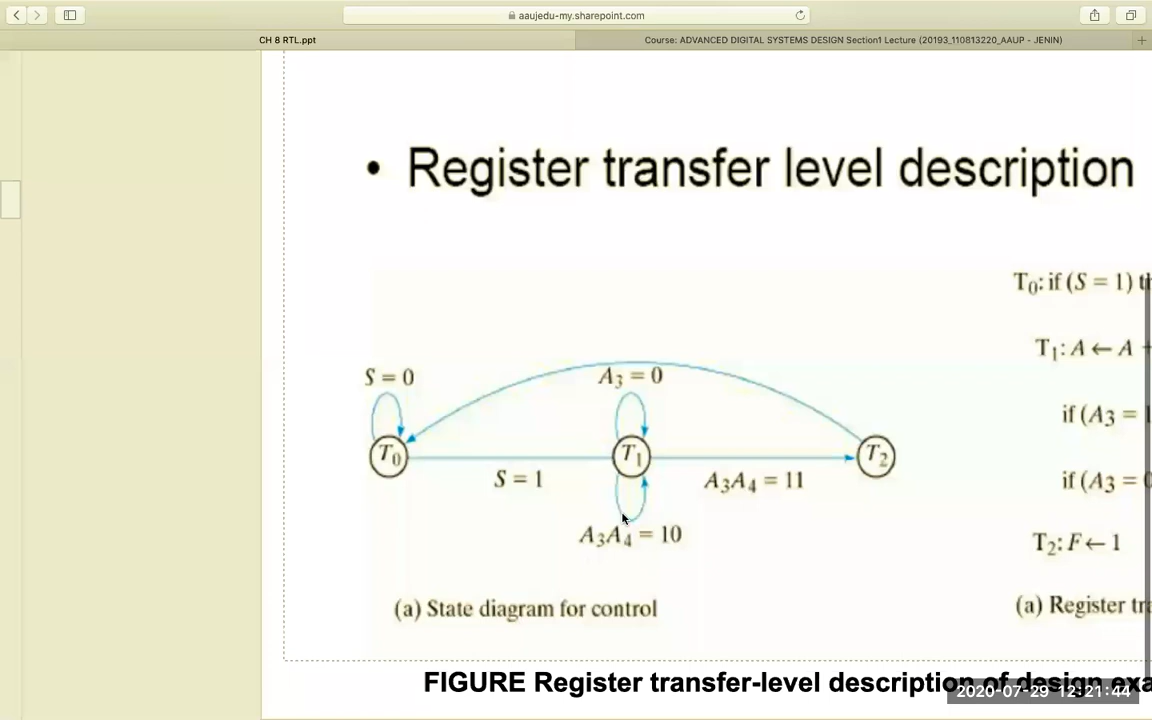 aaujedu-my.sharepoint.com
CH 8 RTL.ppt
Course: ADVANCED DIGITAL SYSTEMS DESIGN Section1 Lecture (20193_110813220_AAUP - JENIN)
• Register transfer level description
T0: if (S = 1)
T1: A ← A
if (A3 = 1
if (A3 =
T2: F ← 1
S = 0
A3 = 0
T0
T1
T2
S = 1
A3A4 = 11
A3A4 = 10
(a) State diagram for control
(a) Register
FIGURE Register transfer-level description of design
2020-07-29 12:21:44